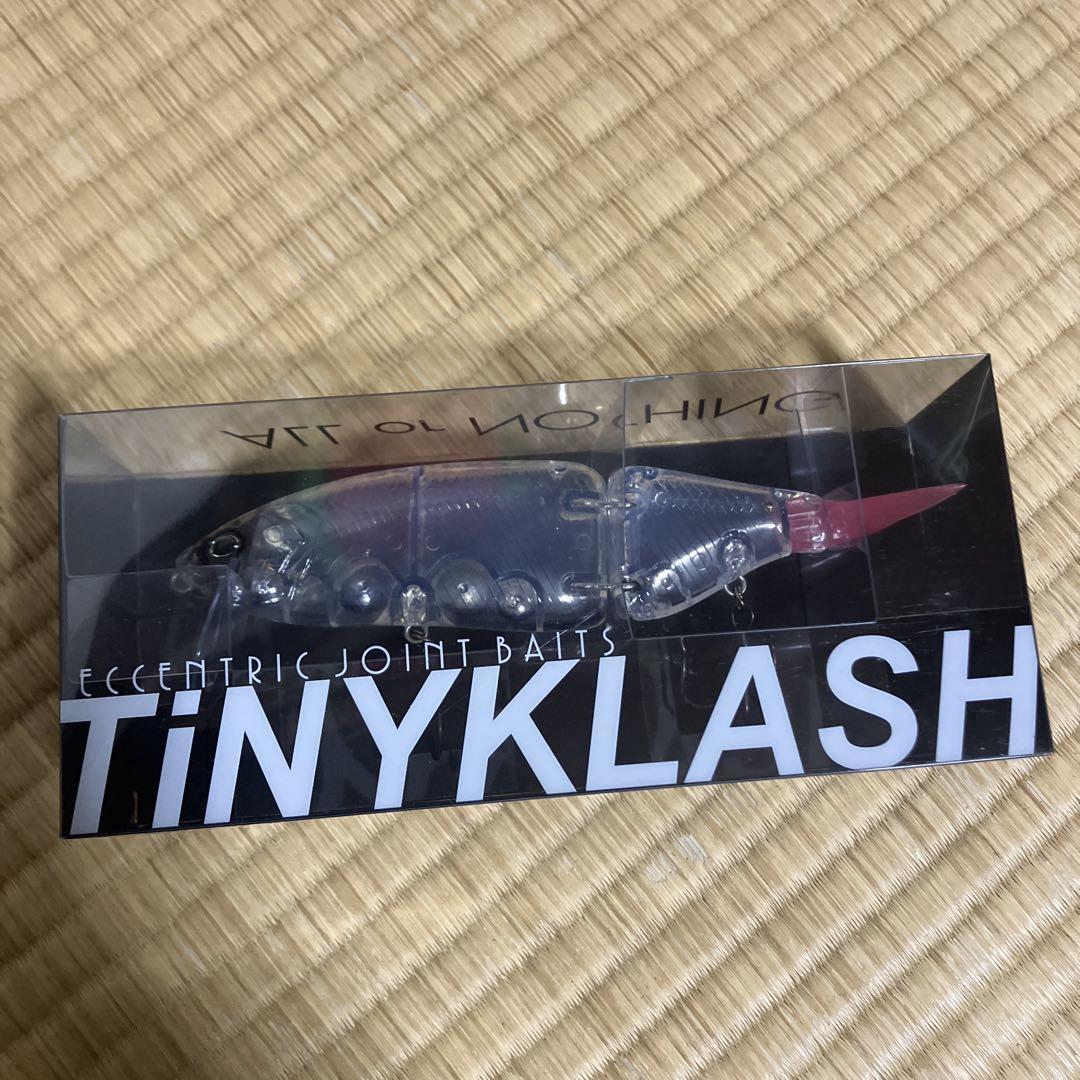 ALL or NOTHING
ECCENTRIC JOINT BAITS
TiNYKLASH